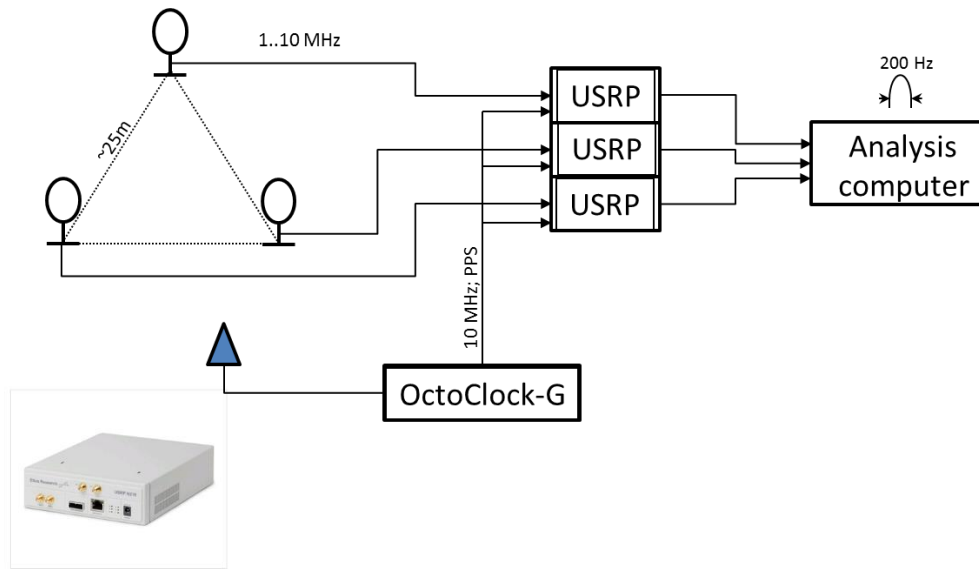 1..10 MHz
200 Hz
~25m
USRP
USRP
USRP
Analysis
computer
10 MHz; PPS
OctoClock-G